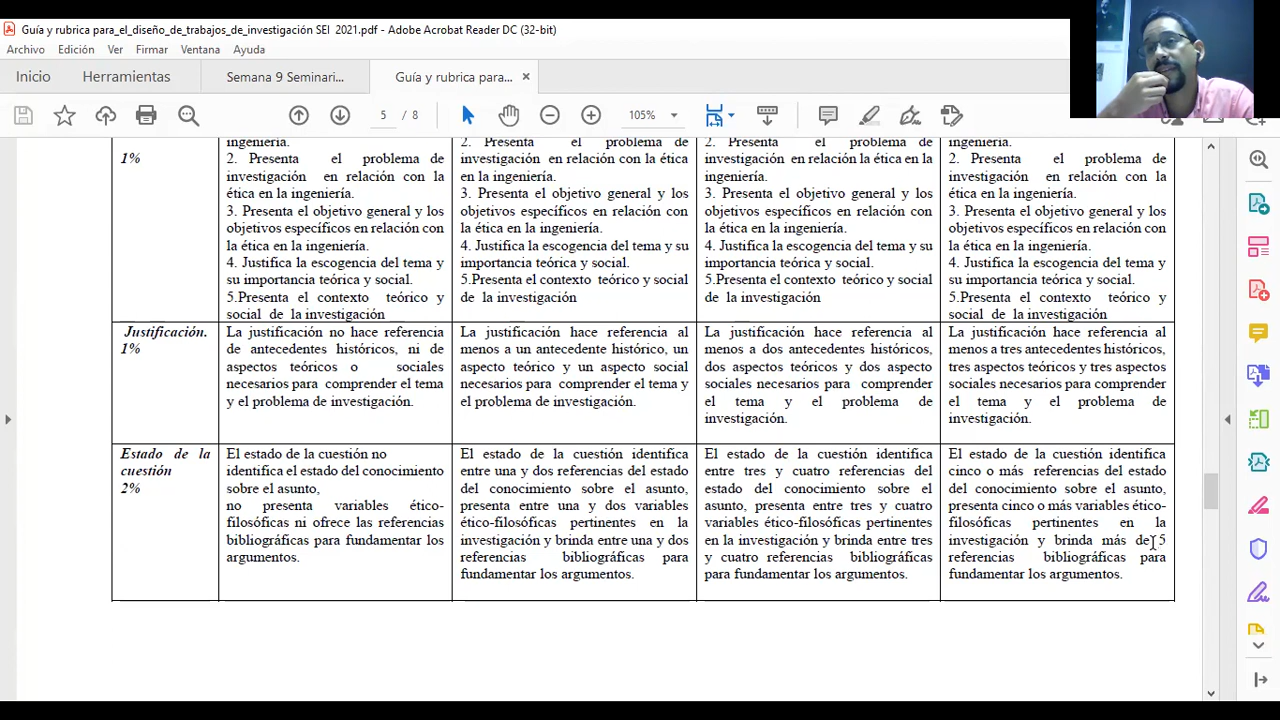 Guía y rubrica para_el_diseño_de_trabajos_de_investigación SEI 2021.pdf - Adobe Acrobat Reader DC (32-bit)
Archivo Edición Ver Firmar Ventana Ayuda
Inicio Herramientas Semana 9 Seminari... Guía y rubrica para... ×
5 / 8 105%
1%
ingeniería.
2. Presenta el problema de
investigación en relación con la
ética en la ingeniería.
3. Presenta el objetivo general y los
objetivos específicos en relación con
la ética en la ingeniería.
4. Justifica la escogencia del tema y
su importancia teórica y social.
5.Presenta el contexto teórico y
social de la investigación
2. Presenta el problema de
investigación en relación con la ética
en la ingeniería.
3. Presenta el objetivo general y los
objetivos específicos en relación con
la ética en la ingeniería.
4. Justifica la escogencia del tema y su
importancia teórica y social.
5.Presenta el contexto teórico y social
de la investigación
2. Presenta el problema de
investigación en relación la ética en la
ingeniería.
3. Presenta el objetivo general y los
objetivos específicos en relación con
la ética en la ingeniería.
4. Justifica la escogencia del tema y su
importancia teórica y social.
5.Presenta el contexto teórico y social
de la investigación
ingeniería.
2. Presenta el problema de
investigación en relación con la
ética en la ingeniería.
3. Presenta el objetivo general y los
objetivos específicos en relación con
la ética en la ingeniería.
4. Justifica la escogencia del tema y
su importancia teórica y social.
5.Presenta el contexto teórico y
social de la investigación
Justificación.
1%
La justificación no hace referencia
de antecedentes históricos, ni de
aspectos teóricos o sociales
necesarios para comprender el tema
y el problema de investigación.
La justificación hace referencia al
menos a un antecedente histórico, un
aspecto teórico y un aspecto social
necesarios para comprender el tema y
el problema de investigación.
La justificación hace referencia al
menos a dos antecedentes históricos,
dos aspectos teóricos y dos aspecto
sociales necesarios para comprender
el tema y el problema de
investigación.
La justificación hace referencia al
menos a tres antecedentes históricos,
tres aspectos teóricos y tres aspectos
sociales necesarios para comprender
el tema y el problema de
investigación.
Estado de la
cuestión
2%
El estado de la cuestión no
identifica el estado del conocimiento
sobre el asunto,
no presenta variables ético-
filosóficas ni ofrece las referencias
bibliográficas para fundamentar los
argumentos.
El estado de la cuestión identifica
entre una y dos referencias del estado
del conocimiento sobre el asunto,
presenta entre una y dos variables
ético-filosóficas pertinentes en la
investigación y brinda entre una y dos
referencias bibliográficas para
fundamentar los argumentos.
El estado de la cuestión identifica
entre tres y cuatro referencias del
estado del conocimiento sobre el
asunto, presenta entre tres y cuatro
variables ético-filosóficas pertinentes
en la investigación y brinda entre tres
y cuatro referencias bibliográficas
para fundamentar los argumentos.
El estado de la cuestión identifica
cinco o más referencias del estado
del conocimiento sobre el asunto,
presenta cinco o más variables ético-
filosóficas pertinentes en la
investigación y brinda más de 5
referencias bibliográficas para
fundamentar los argumentos.